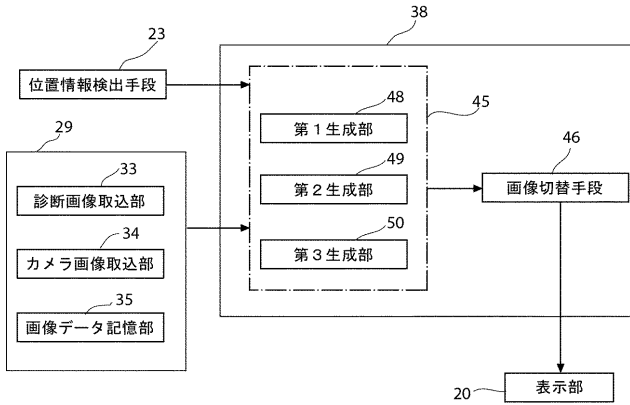 38
23
位置情報検出手段
45
48
第１生成部
49
第２生成部
50
第３生成部
29
33
診断画像取込部
34
カメラ画像取込部
35
画像データ記憶部
46
画像切替手段
20
表示部